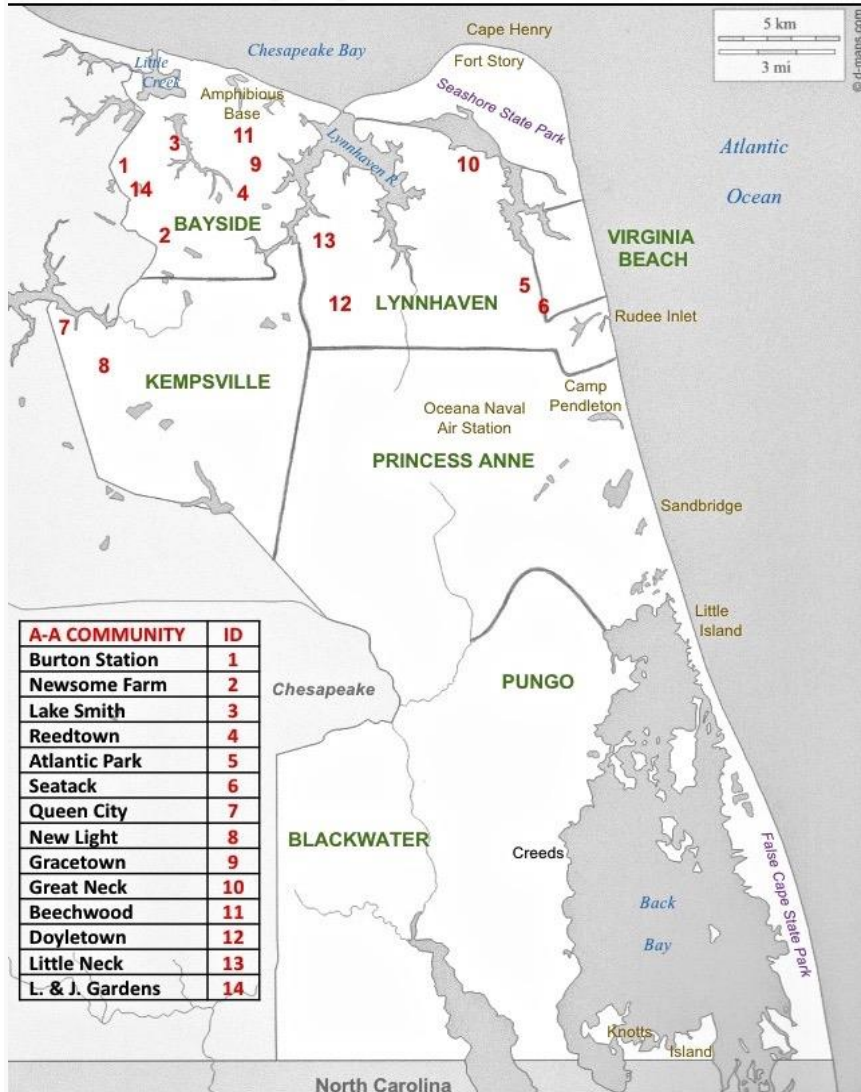 5 km
3 mi
© d-maps.com
Cape Henry
Chesapeake Bay
Fort Story
Little
Creek
Seashore State Park
Amphibious
Base
11
3
Lynnhaven R.
Atlantic
Ocean
1
9
10
14
4
BAYSIDE
2
13
VIRGINIA
BEACH
5
12
LYNNHAVEN
6
Rudee Inlet
7
8
KEMPSVILLE
Camp
Pendleton
Oceana Naval
Air Station
PRINCESS ANNE
Sandbridge
Little
Island
A-A COMMUNITY ID
Burton Station 1
Newsome Farm 2
Lake Smith 3
Reedtown 4
Atlantic Park 5
Seatack 6
Queen City 7
New Light 8
Gracetown 9
Great Neck 10
Beechwood 11
Doyletown 12
Little Neck 13
L. & J. Gardens 14
Chesapeake
PUNGO
BLACKWATER
Creeds
False Cape State Park
Back
Bay
Knotts
Island
North Carolina